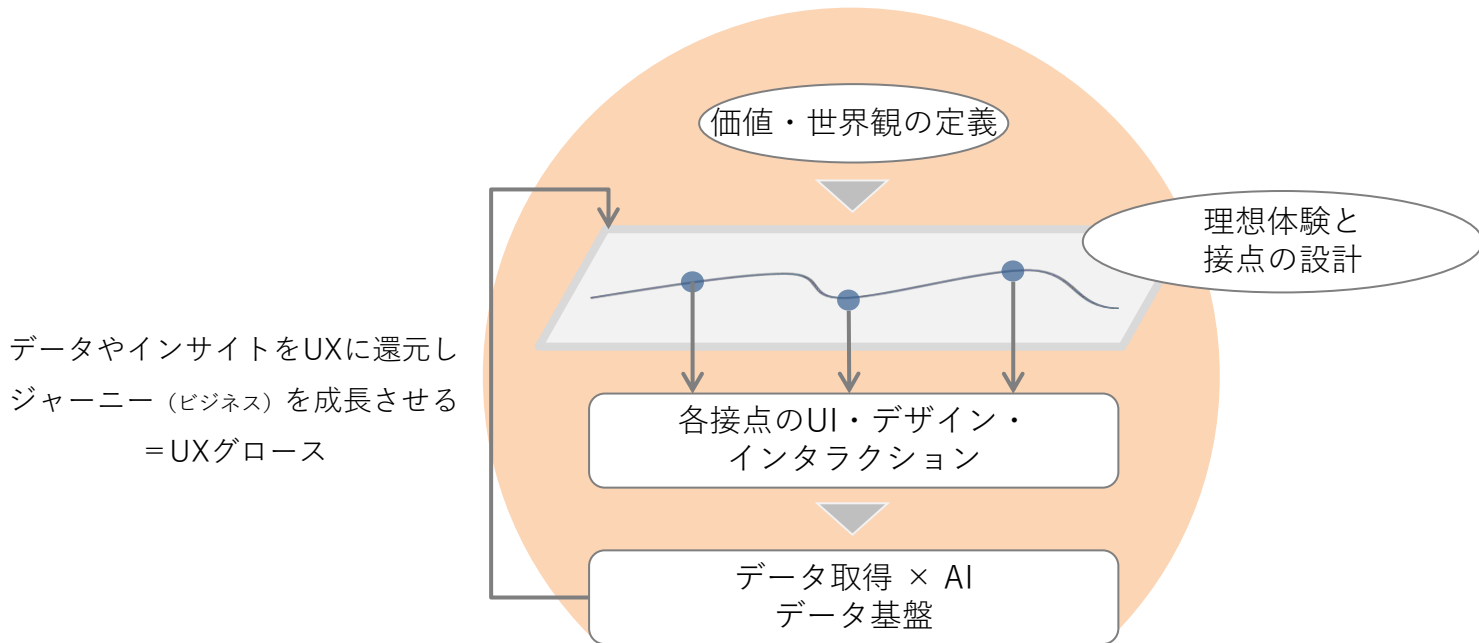 価値・世界観の定義
理想体験と
接点の設計
データやインサイトをUXに還元し
ジャーニー（ビジネス）を成長させる
＝UXグロース
各接点のUI・デザイン・
インタラクション
データ取得 × AI
データ基盤